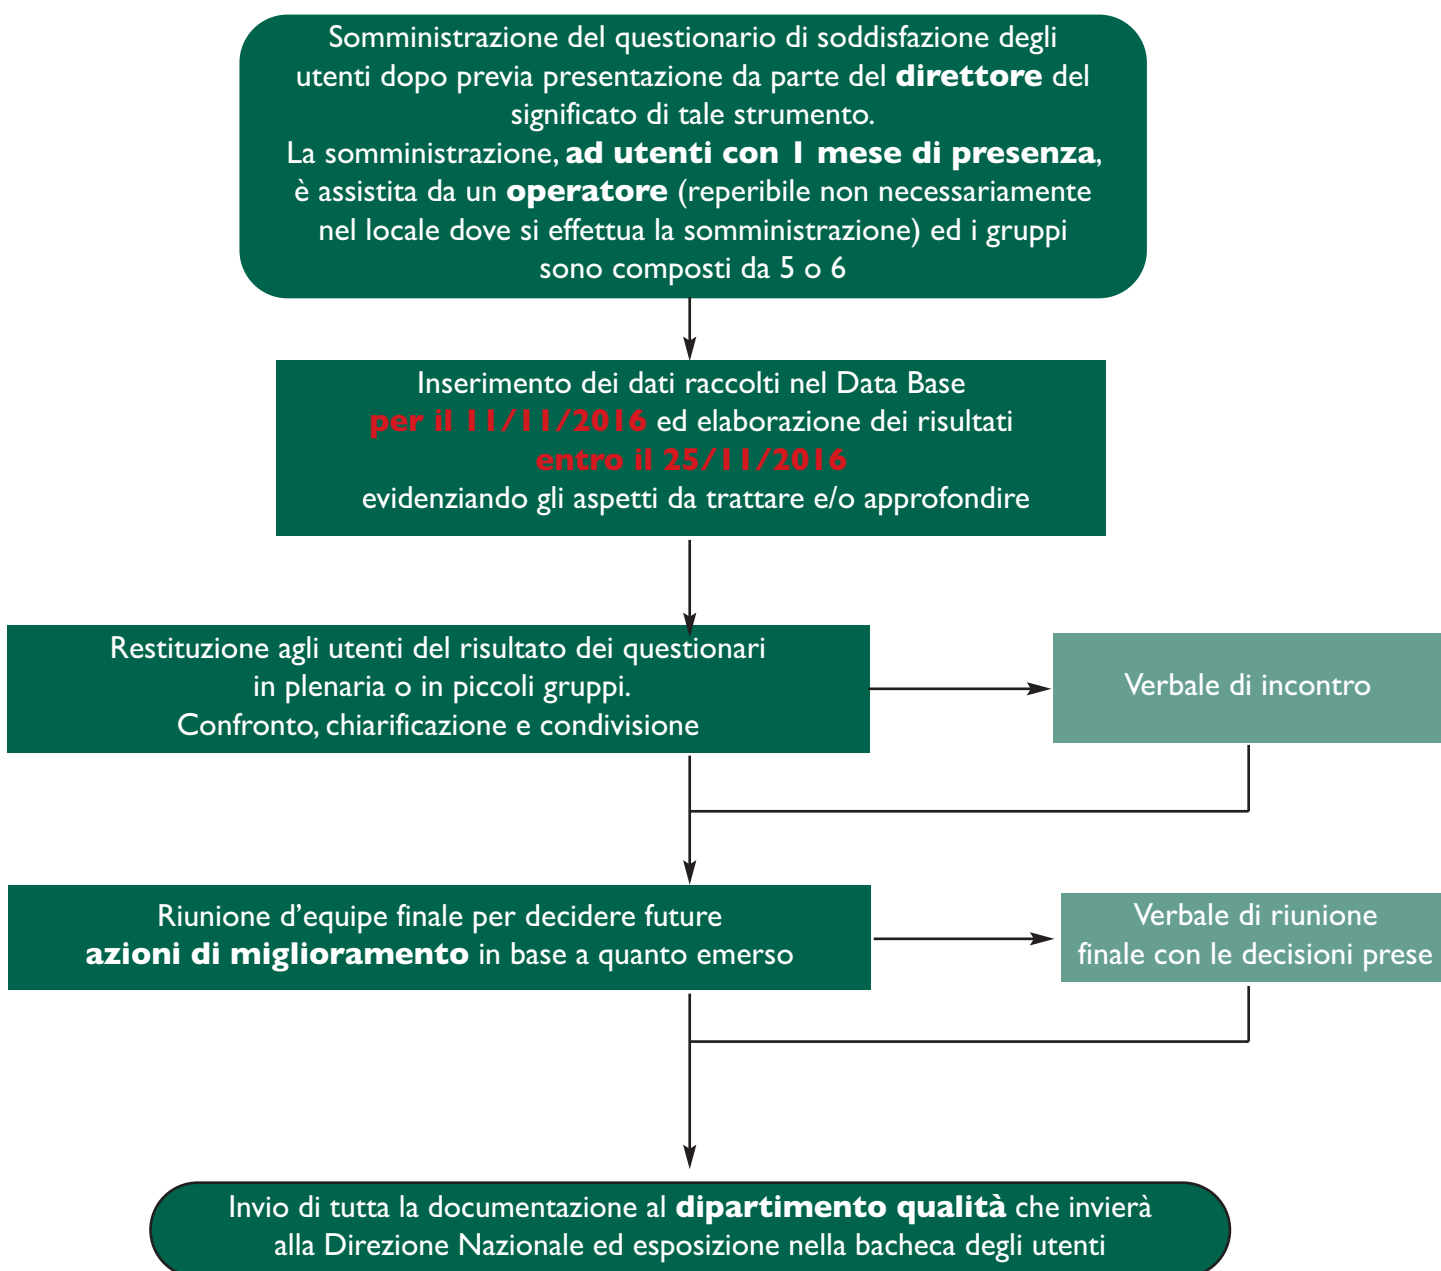 Somministrazione del questionario di soddisfazione degli
utenti dopo previa presentazione da parte del direttore del
significato di tale strumento.
La somministrazione, ad utenti con 1 mese di presenza,
è assistita da un operatore (reperibile non necessariamente
nel locale dove si effettua la somministrazione) ed i gruppi
sono composti da 5 o 6
Inserimento dei dati raccolti nel Data Base
per il 11/11/2016 ed elaborazione dei risultati
entro il 25/11/2016
evidenziando gli aspetti da trattare e/o approfondire
Restituzione agli utenti del risultato dei questionari
in plenaria o in piccoli gruppi.
Confronto, chiarificazione e condivisione
Verbale di incontro
Riunione d’equipe finale per decidere future
azioni di miglioramento in base a quanto emerso
Verbale di riunione
finale con le decisioni prese
Invio di tutta la documentazione al dipartimento qualità che invierà
alla Direzione Nazionale ed esposizione nella bacheca degli utenti